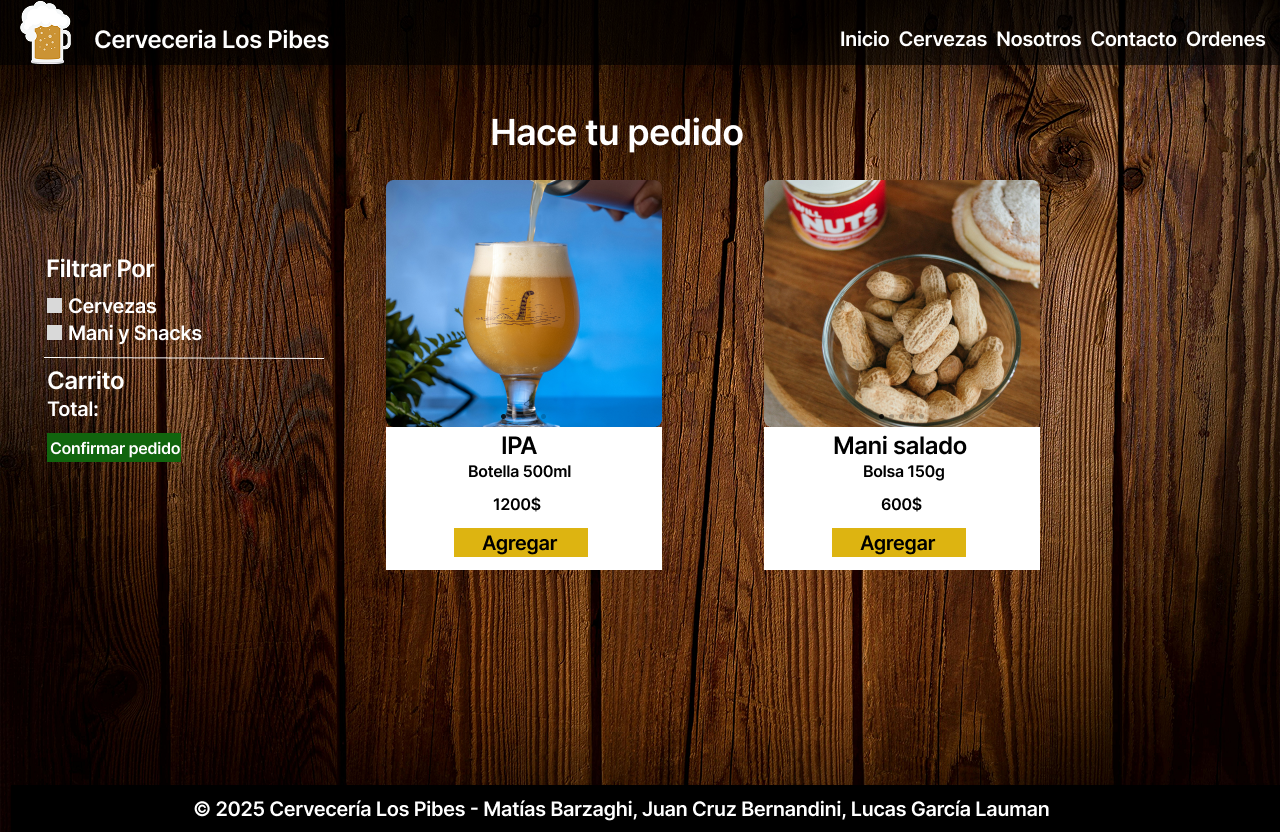 Cerveceria Los Pibes
Inicio Cervezas Nosotros Contacto Ordenes
Hace tu pedido
Filtrar Por
Cervezas
Mani y Snacks
Carrito
Total:
Confirmar pedido
IPA
Botella 500ml
1200$
Agregar
NUTS
Mani salado
Bolsa 150g
600$
Agregar
© 2025 Cervecería Los Pibes - Matías Barzaghi, Juan Cruz Bernandini, Lucas García Lauman